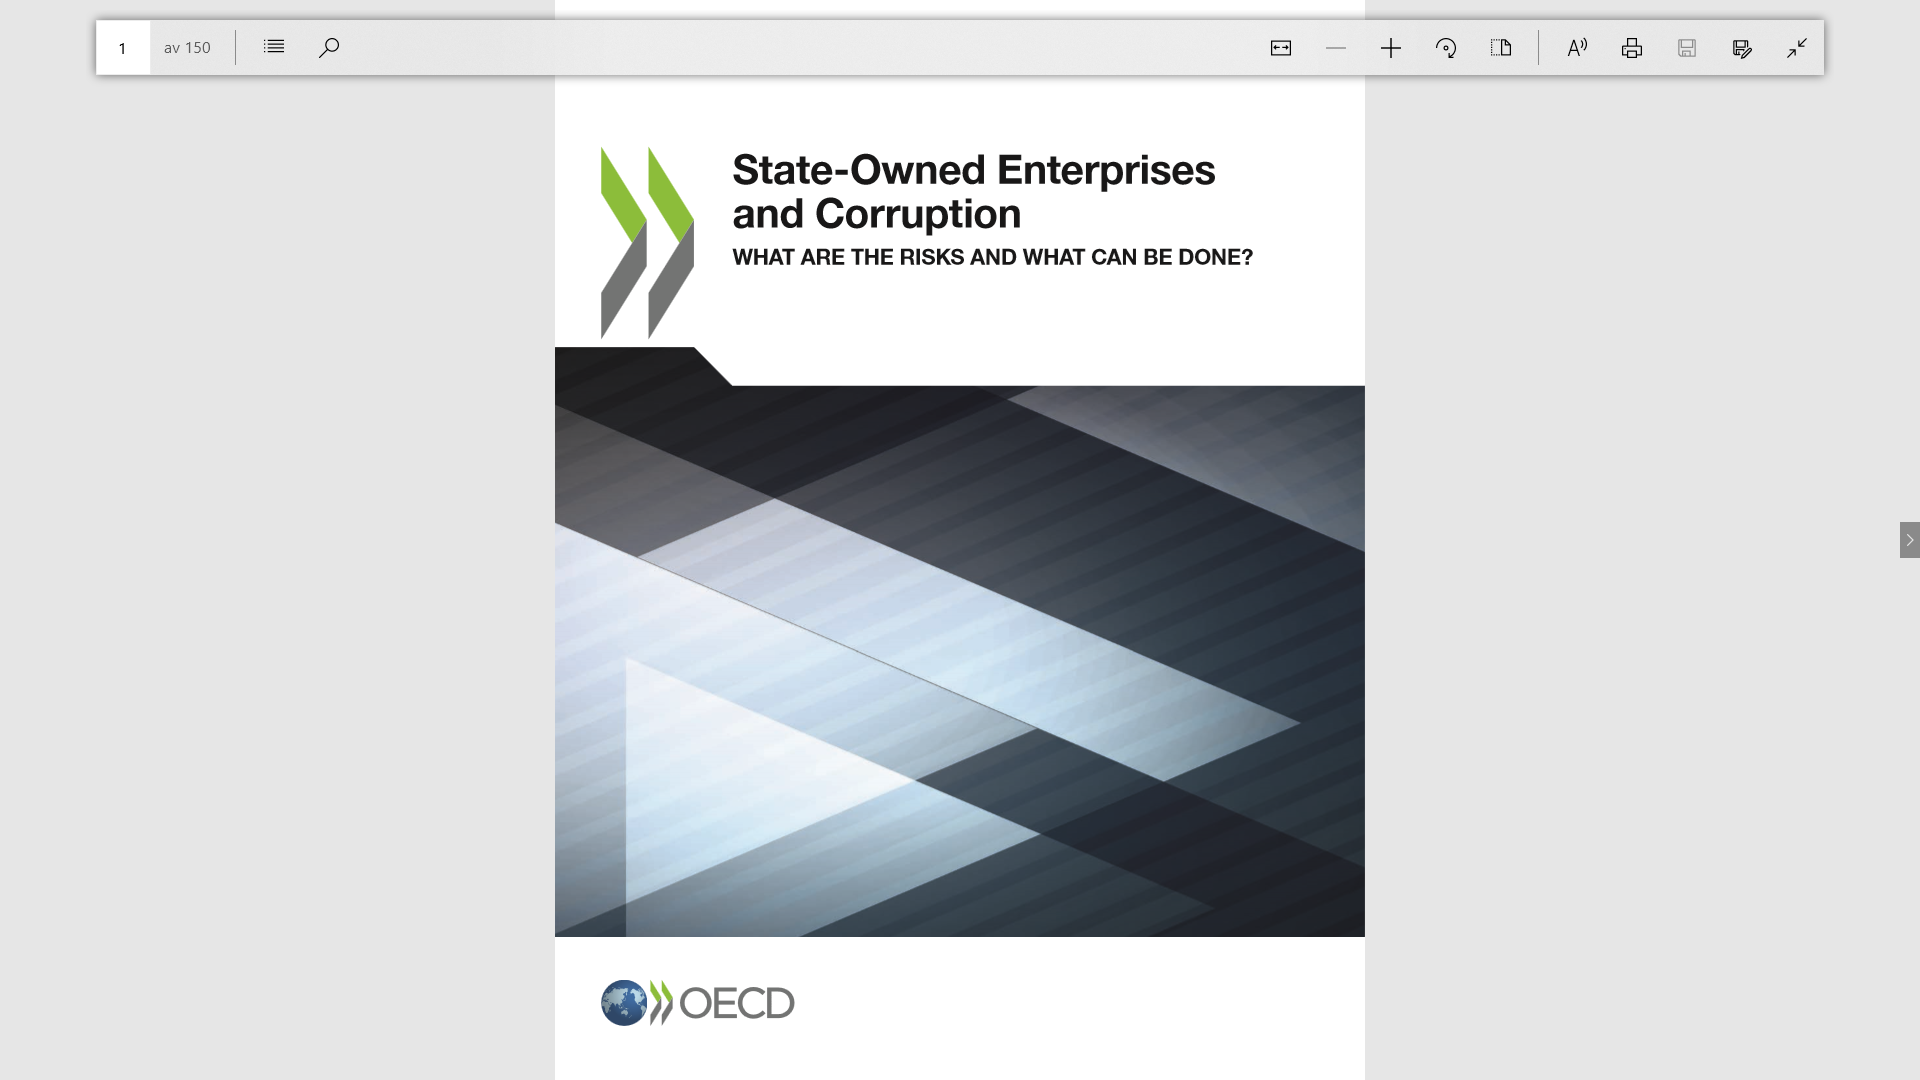 1 av 150
State-Owned Enterprises
and Corruption
WHAT ARE THE RISKS AND WHAT CAN BE DONE?
OECD